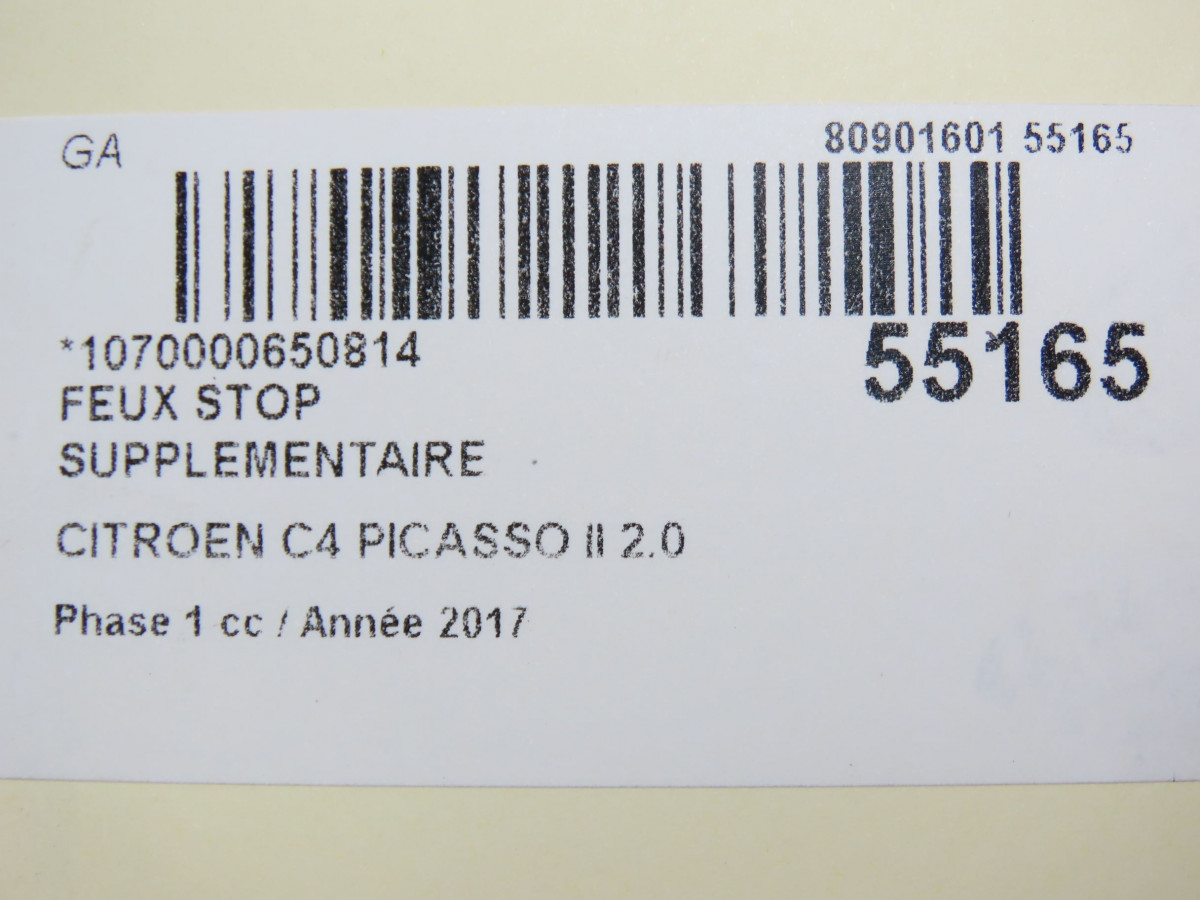 GA
80901601 55165
*1070000650814
55165
FEUX STOP
SUPPLEMENTAIRE
CITROEN C4 PICASSO II 2.0
Phase 1 cc / Année 2017